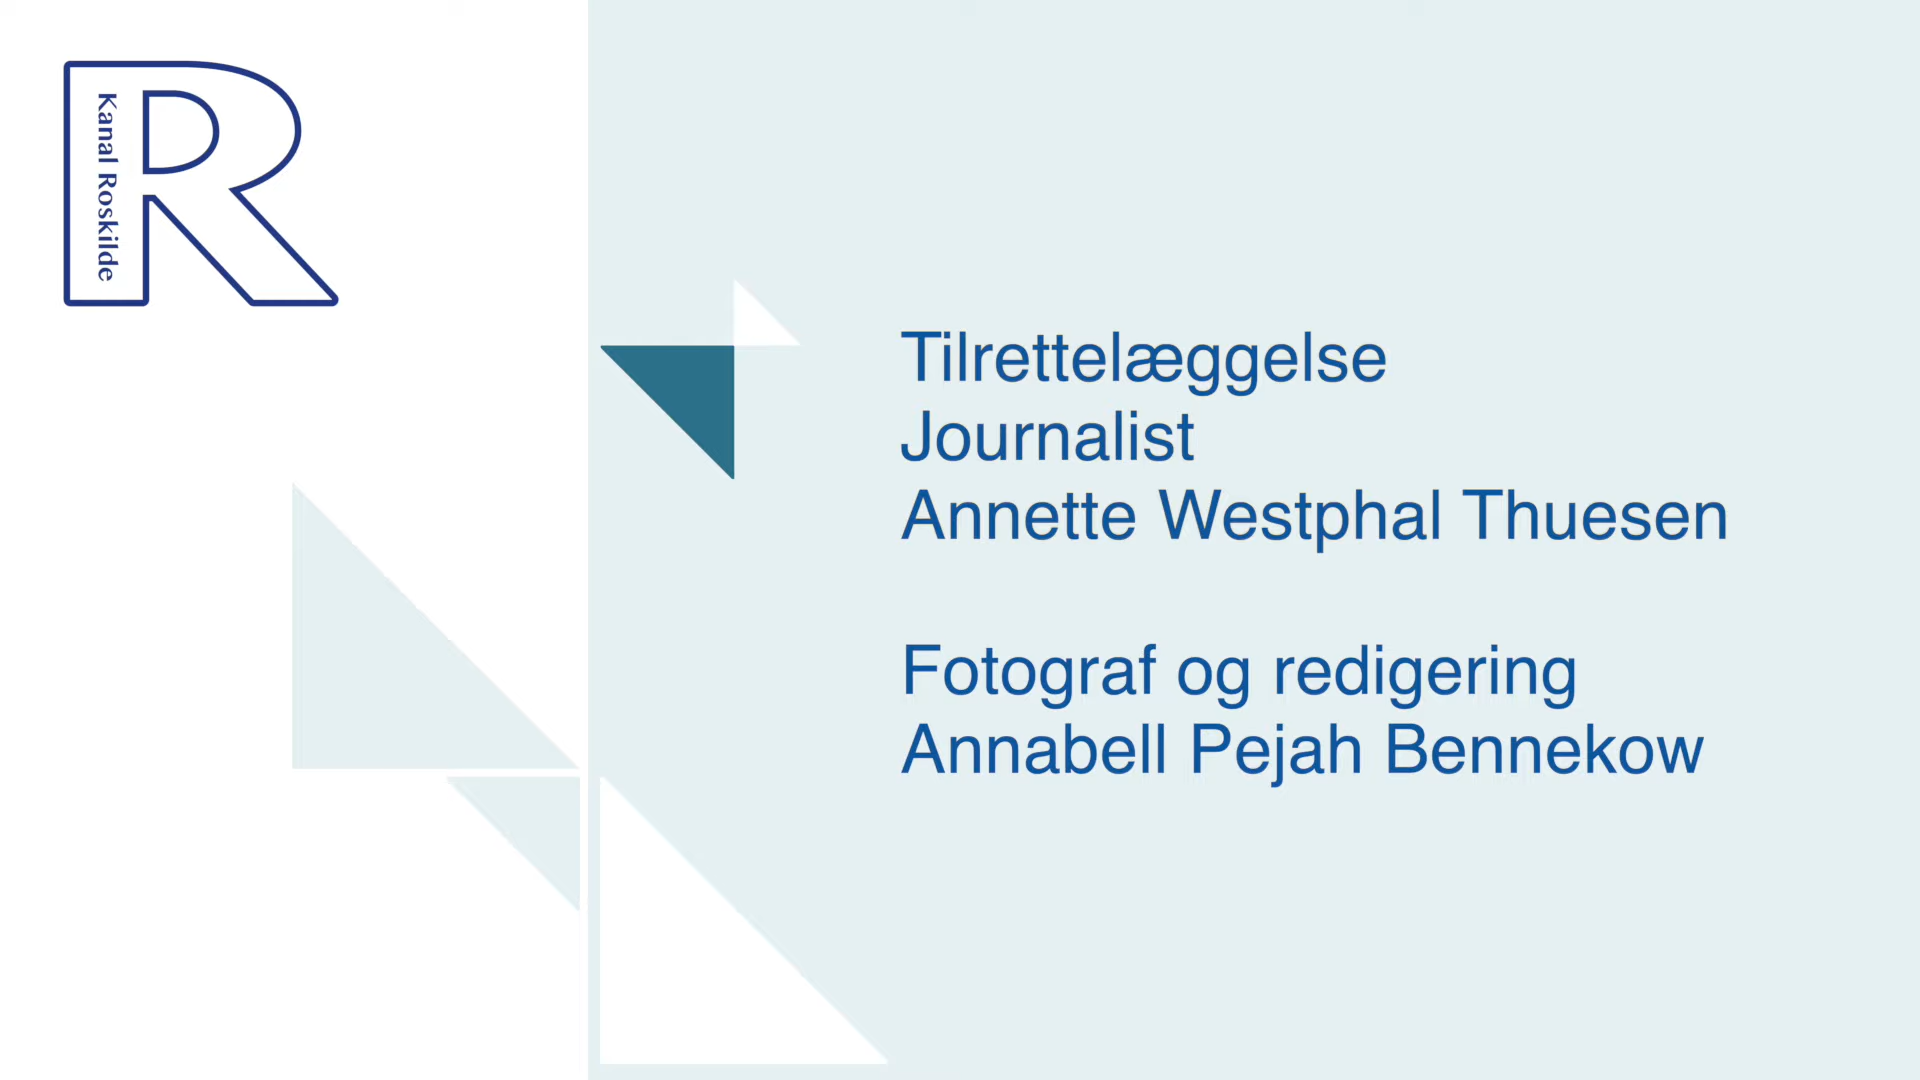 Kanal Roskilde
Tilrettelæggelse
Journalist
Annette Westphal Thuesen
Fotograf og redigering
Annabell Pejah Bennekow